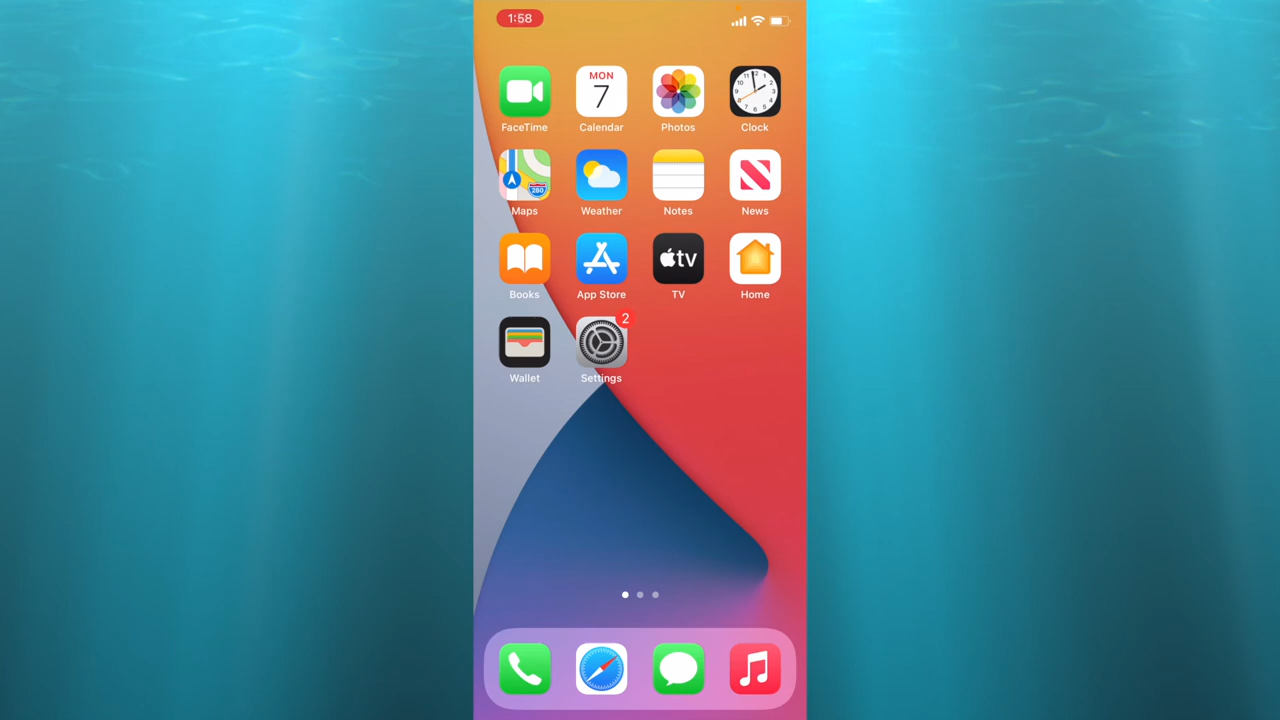 1:58
MON
7
12
FaceTime
Calendar
Photos
Clock
280
Maps
Weather
Notes
News
tv
Books
App Store
TV
Home
2
Wallet
Settings